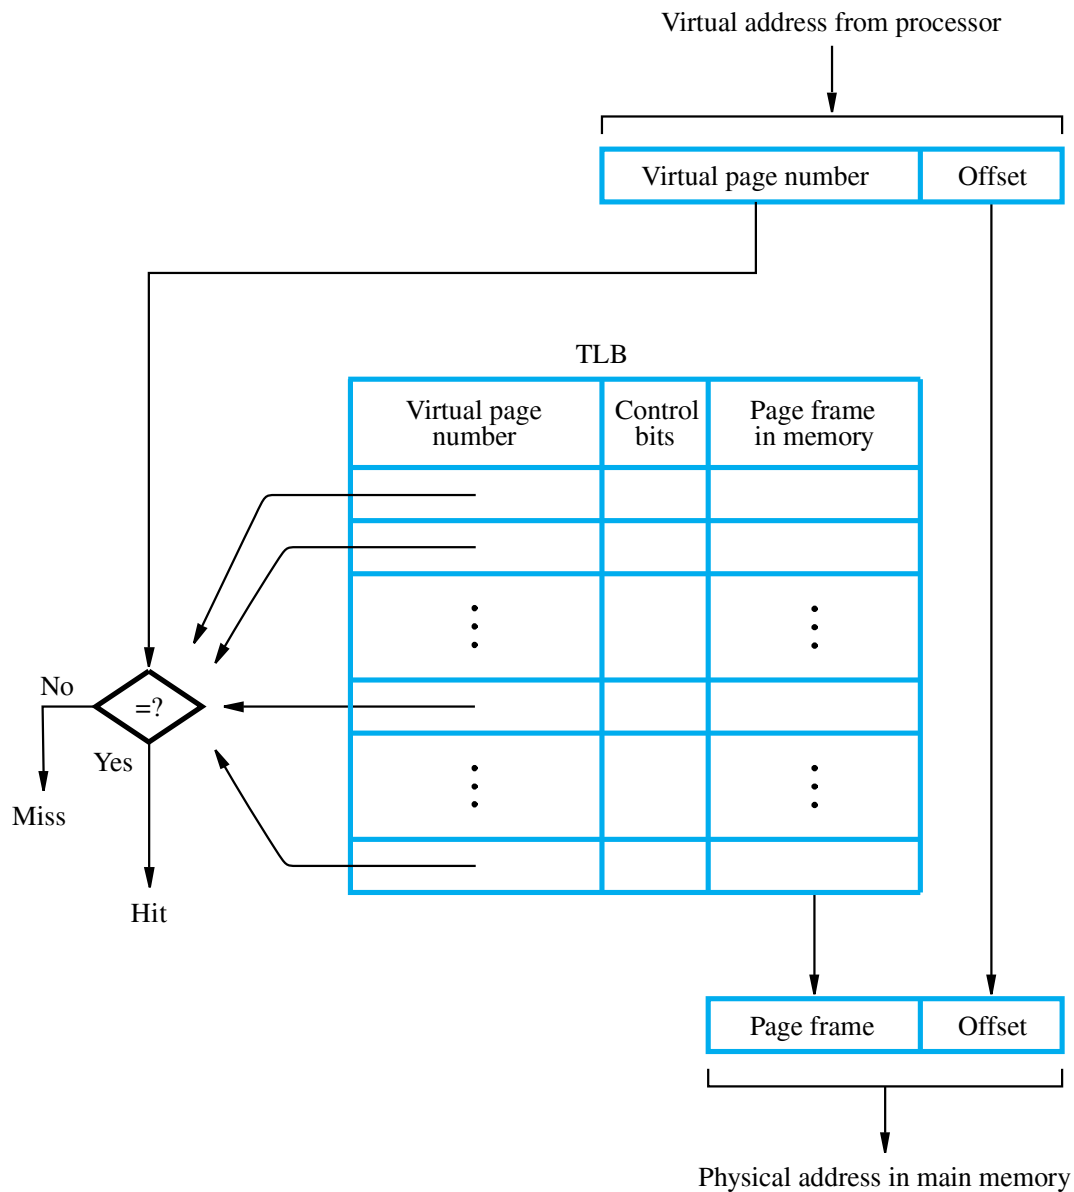 Virtual address from processor
Virtual page number
Offset
TLB
Virtual page
number
Control
bits
Page frame
in memory
No
=?
Yes
Miss
Hit
Page frame
Offset
Physical address in main memory